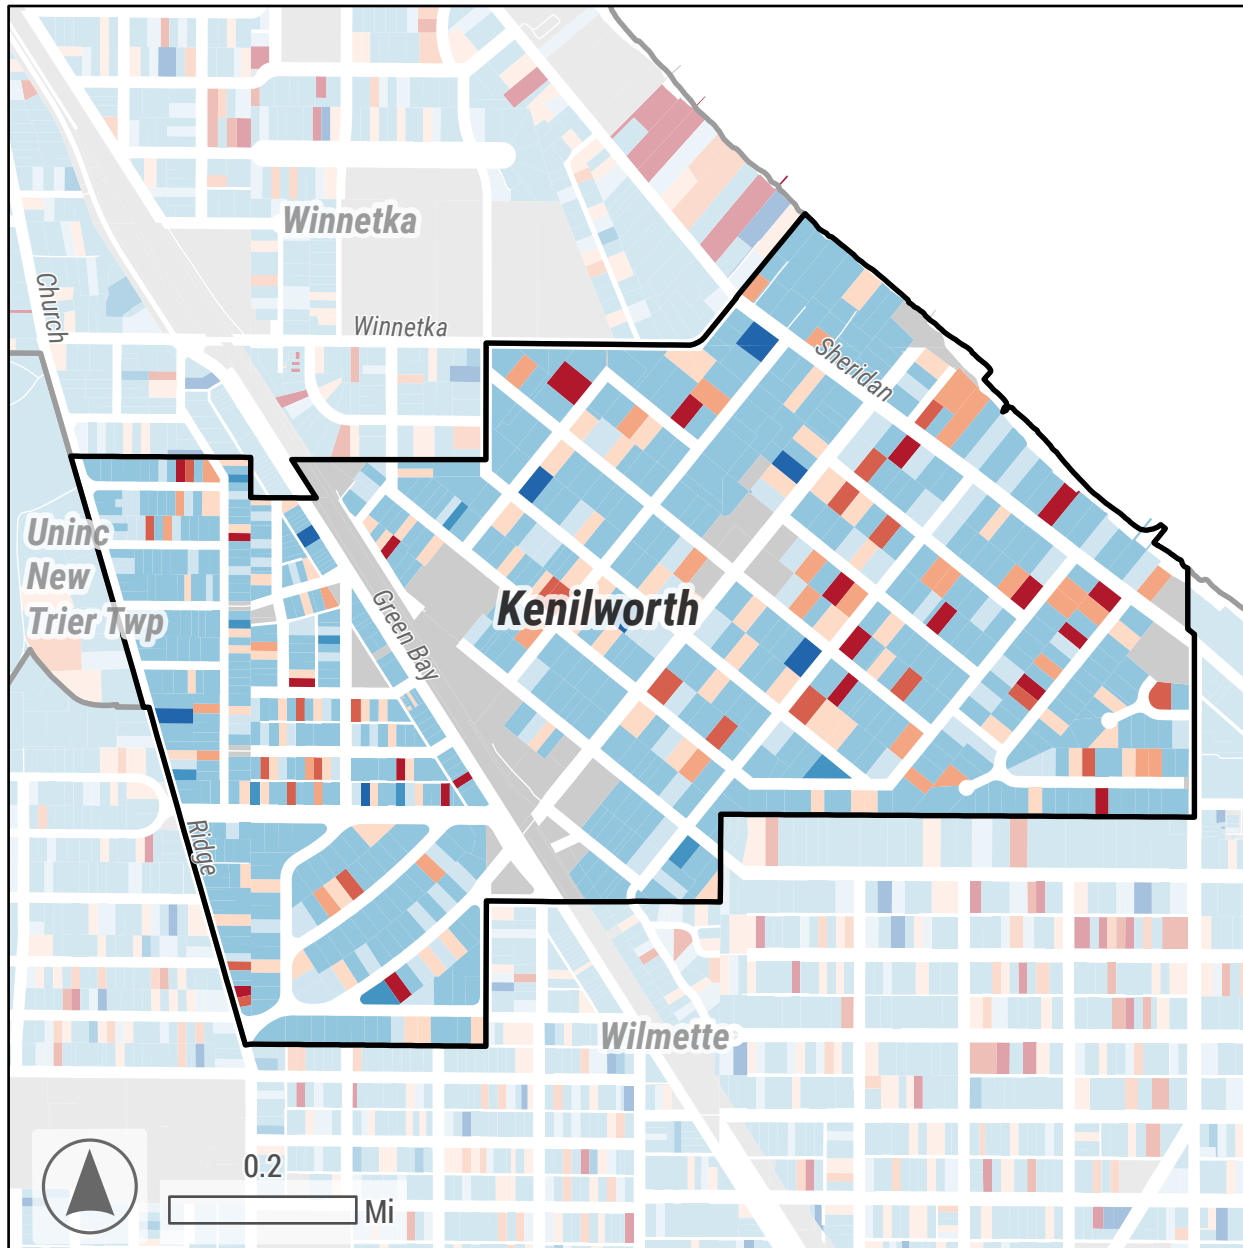 Winnetka
Church
Winnetka
Sheridan
Uninc
New
Trier Twp
Green Bay
Kenilworth
Ridge
Wilmette
0.2
Mi